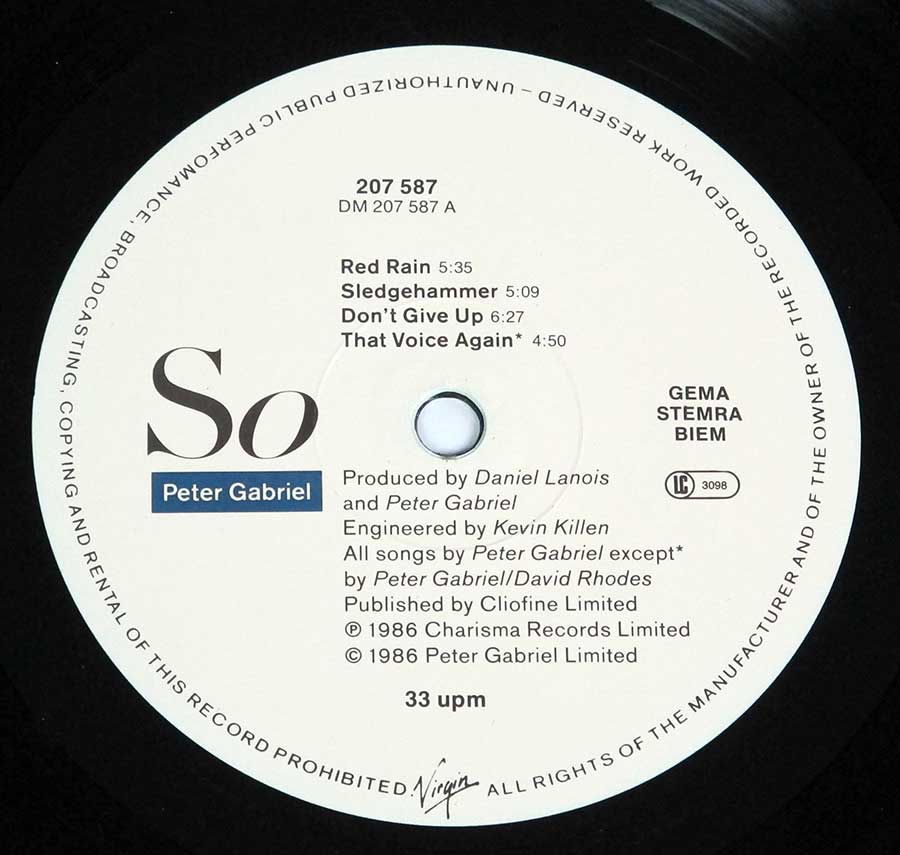 207 587
DM 207 587 A
Red Rain 5:35
Sledgehammer 5:09
Don't Give Up 6:27
That Voice Again* 4:50
So
Peter Gabriel
GEMA
STEMRA
BIEM
LC 3098
Produced by Daniel Lanois
and Peter Gabriel
Engineered by Kevin Killen
All songs by Peter Gabriel except*
by Peter Gabriel/David Rhodes
Published by Cliofine Limited
℗ 1986 Charisma Records Limited
© 1986 Peter Gabriel Limited
33 upm
Virgin
ALL RIGHTS OF THE MANUFACTURER AND OF THE OWNER OF THE RECORDED WORK RESERVED – UNAUTHORIZED PUBLIC PERFOMANCE, BROADCASTING, COPYING AND RENTAL OF THIS RECORD PROHIBITED.